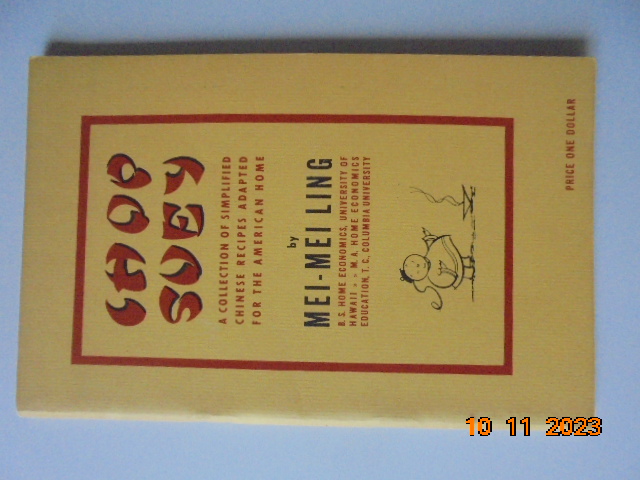 CHOP
SUEY
A COLLECTION OF SIMPLIFIED
CHINESE RECIPES ADAPTED
FOR THE AMERICAN HOME
by
MEI-MEI LING
B. S. HOME ECONOMICS, UNIVERSITY OF
HAWAII - - M. A. HOME ECONOMICS
EDUCATION, T. C., COLUMBIA UNIVERSITY
PRICE ONE DOLLAR
10 11 2023